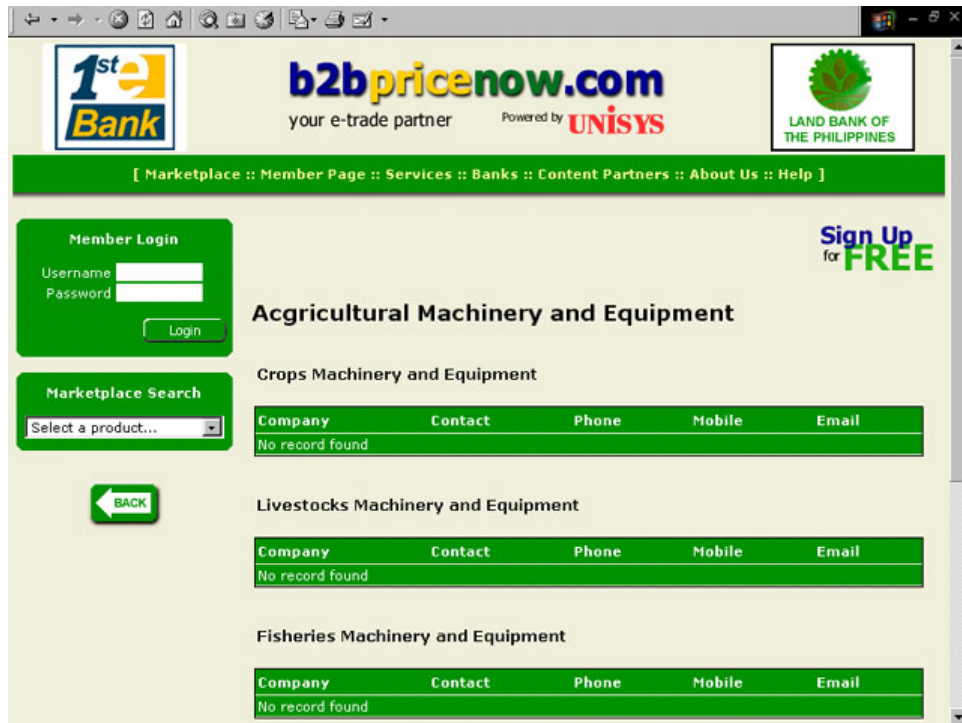 1st e
Bank
b2bpricenow.com
your e-trade partner Powered by UNISYS
LAND BANK OF
THE PHILIPPINES
[ Marketplace :: Member Page :: Services :: Banks :: Content Partners :: About Us :: Help ]
Member Login
Username
Password
Login
Sign Up
for FREE
Marketplace Search
Select a product...
BACK
Acgricultural Machinery and Equipment
Crops Machinery and Equipment
Company Contact Phone Mobile Email
No record found
Livestocks Machinery and Equipment
Company Contact Phone Mobile Email
No record found
Fisheries Machinery and Equipment
Company Contact Phone Mobile Email
No record found